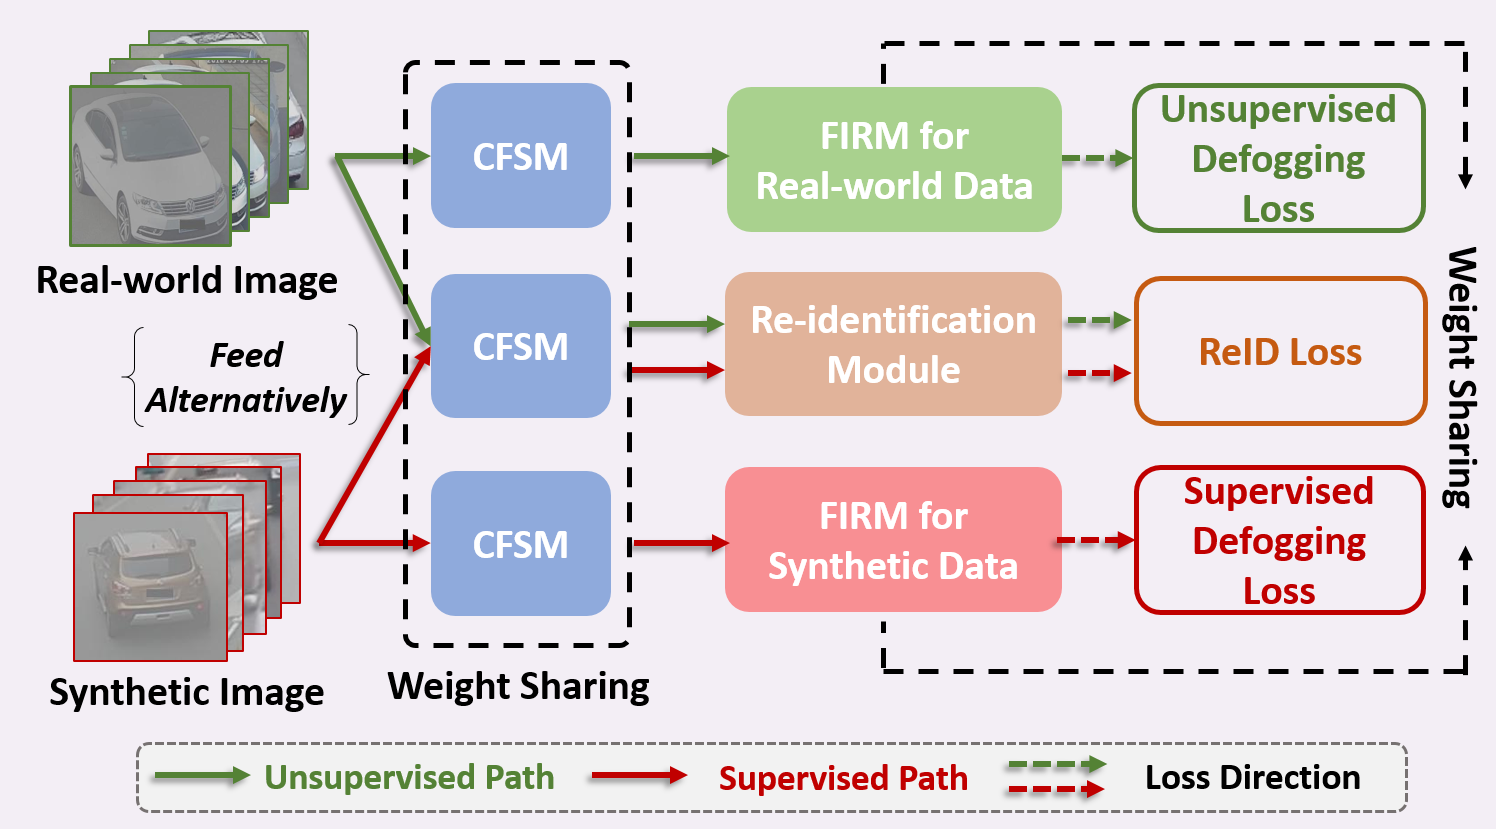 Real-world Image
Feed
Alternatively
Synthetic Image
CFSM
CFSM
CFSM
Weight Sharing
FIRM for
Real-world Data
Re-identification
Module
FIRM for
Synthetic Data
Unsupervised
Defogging
Loss
ReID Loss
Supervised
Defogging
Loss
Weight Sharing
Unsupervised Path
Supervised Path
Loss Direction